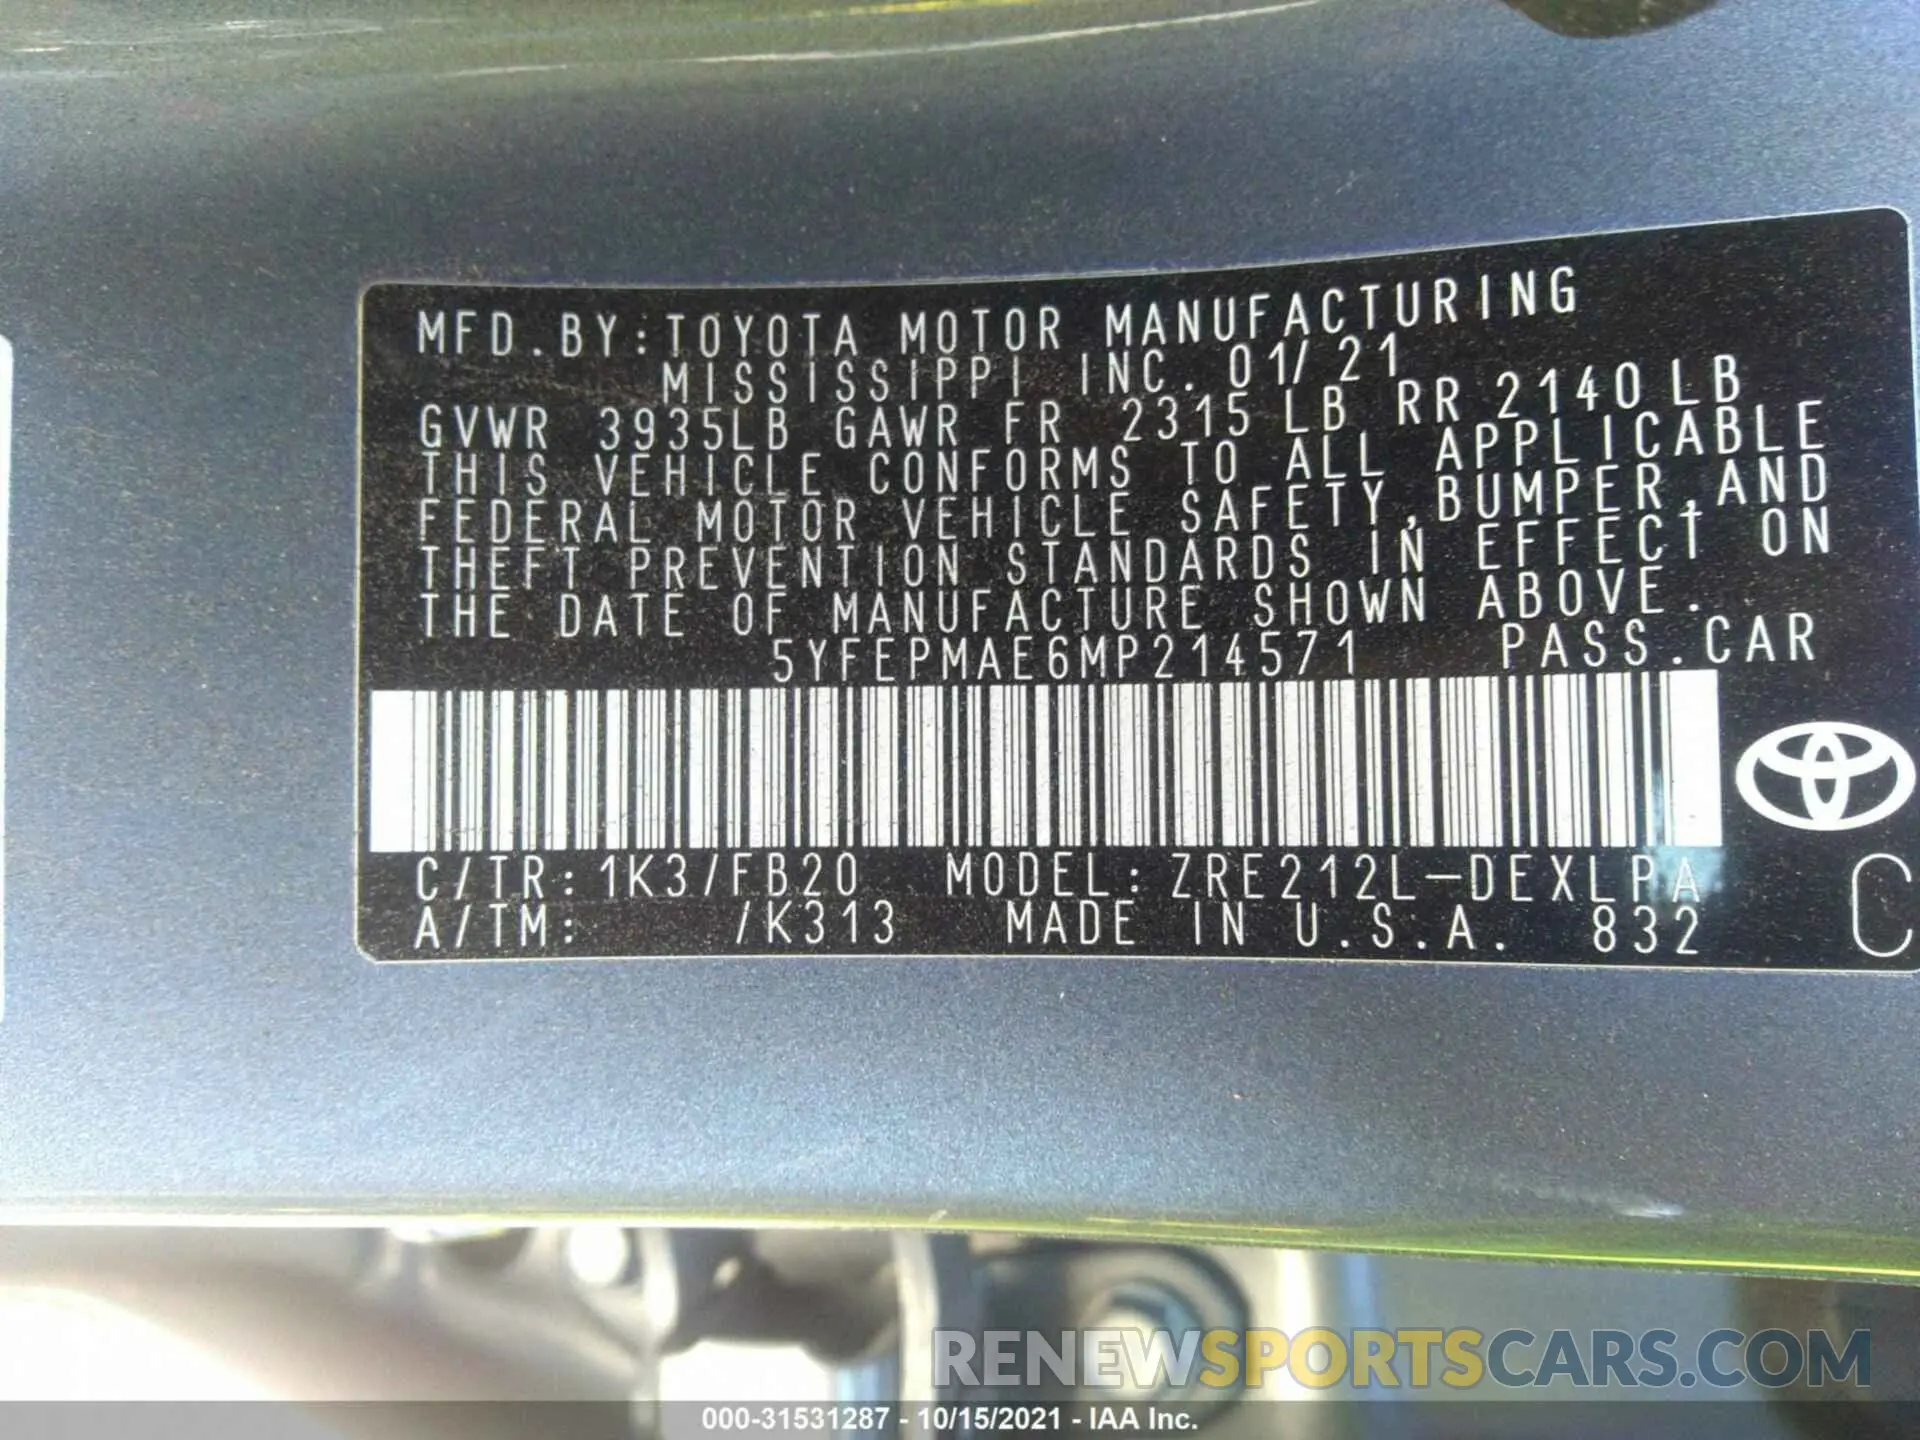 MFD.BY:TOYOTA MOTOR MANUFACTURING
MISSISSIPPI INC. 01/21
GVWR 3935LB GAWR FR 2315 LB RR 2140 LB
THIS VEHICLE CONFORMS TO ALL APPLICABLE
FEDERAL MOTOR VEHICLE SAFETY,BUMPER,AND
THEFT PREVENTION STANDARDS IN EFFECT ON
THE DATE OF MANUFACTURE SHOWN ABOVE.
5YFEPMAE6MP214571 PASS.CAR
C/TR:1K3/FB20 MODEL:ZRE212L-DEXLPA
A/TM: /K313 MADE IN U.S.A. 832
C
RENEWSPORTSCARS.COM
000-31531287 - 10/15/2021 - IAA Inc.